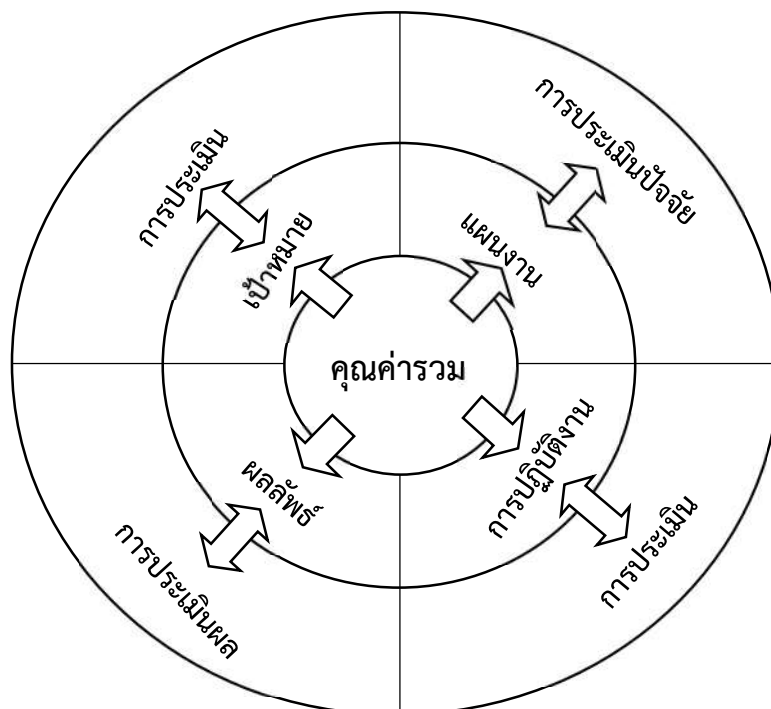 การประเมิน
การประเมินปัจจัย
เป้าหมาย
แผนงาน
คุณค่ารวม
ผลลัพธ์
การปฏิบัติงาน
การประเมินผล
การประเมิน